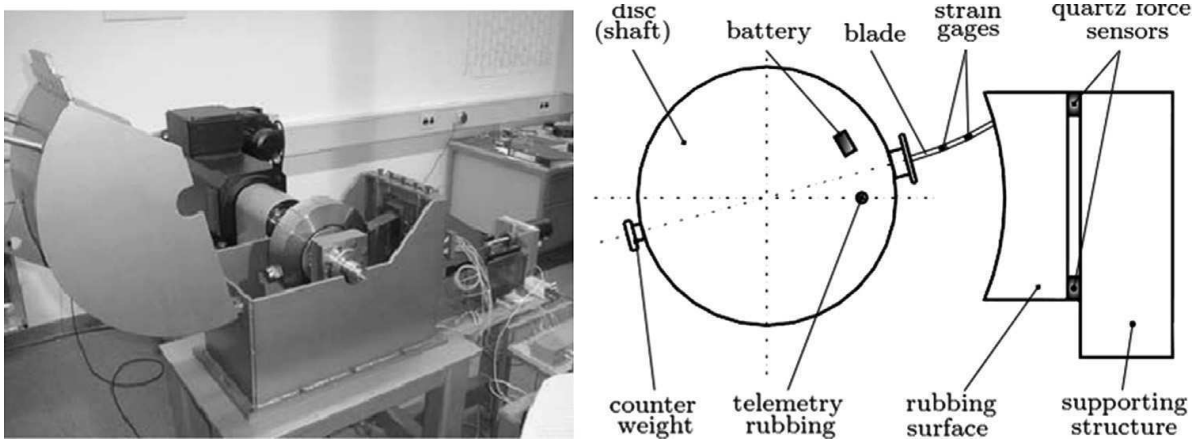 disc
(shaft)
battery
blade
strain
gages
quartz force
sensors
counter
weight
telemetry
rubbing
rubbing
surface
supporting
structure